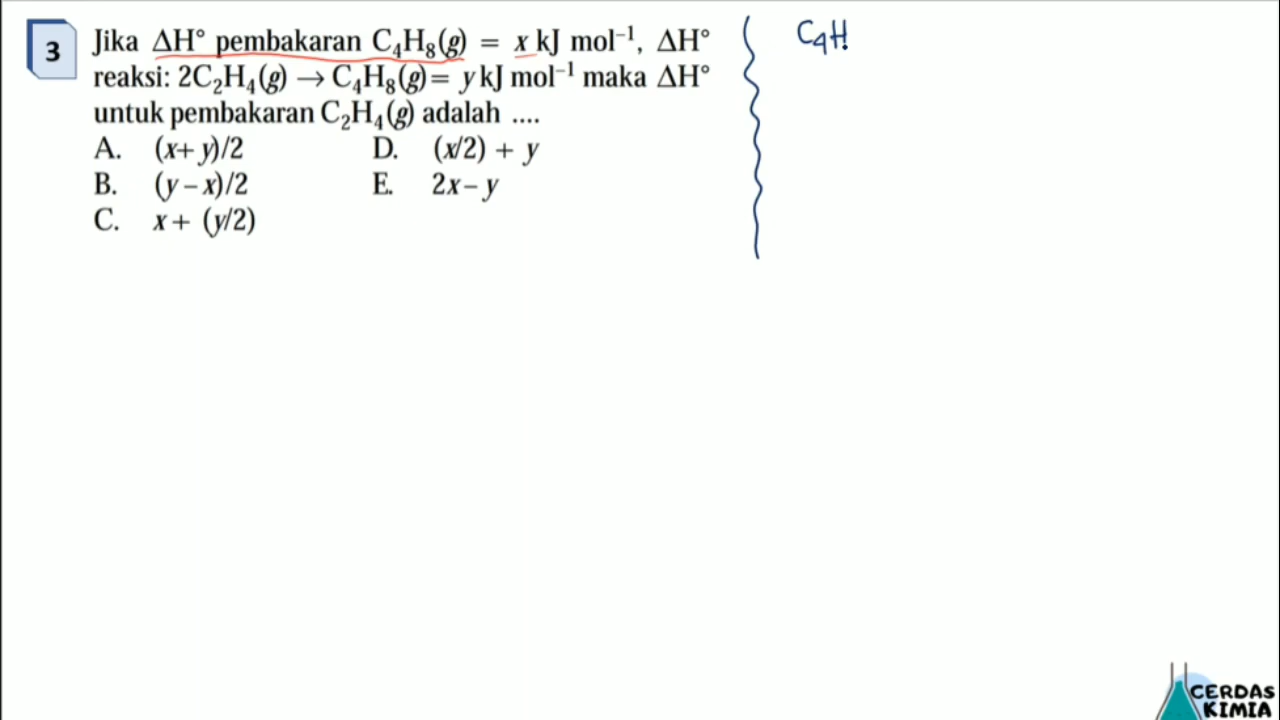 3
Jika ΔH° pembakaran C₄H₈(g) = x kJ mol⁻¹, ΔH°
reaksi: 2C₂H₄(g) → C₄H₈(g)= y kJ mol⁻¹ maka ΔH°
untuk pembakaran C₂H₄(g) adalah ....
A. (x+ y)/2 D. (x/2) + y
B. (y – x)/2 E. 2x – y
C. x + (y/2)
C₄H
CERDAS
KIMIA